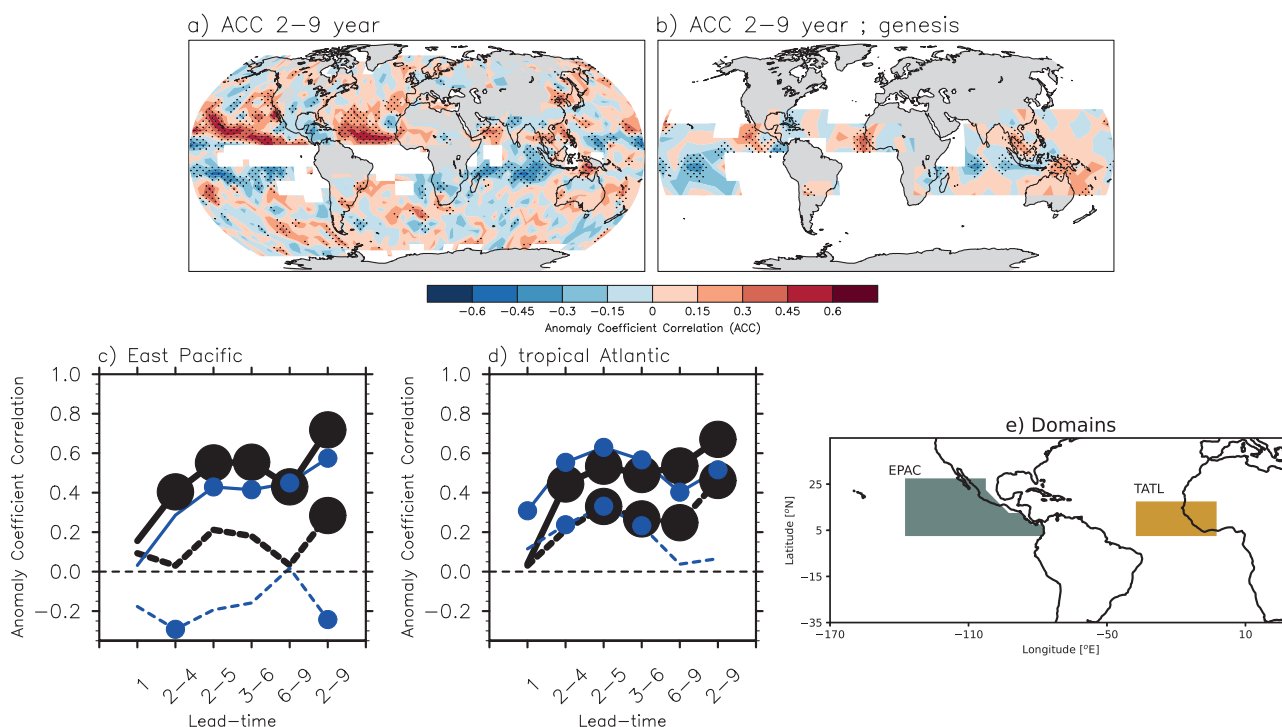 a) ACC 2–9 year
b) ACC 2–9 year ; genesis
−0.6 −0.45 −0.3 −0.15 0 0.15 0.3 0.45 0.6
Anomaly Coefficient Correlation (ACC)
c) East Pacific
Anomaly Coefficient Correlation
1.0
0.8
0.6
0.4
0.2
0.0
−0.2
1
2–4
2–5
3–6
6–9
2–9
Lead–time
d) tropical Atlantic
Anomaly Coefficient Correlation
1.0
0.8
0.6
0.4
0.2
0.0
−0.2
1
2–4
2–5
3–6
6–9
2–9
Lead–time
e) Domains
EPAC
TATL
Latitude [°N]
25
5
−15
−35
−170 −110 −50 10
Longitude [°E]